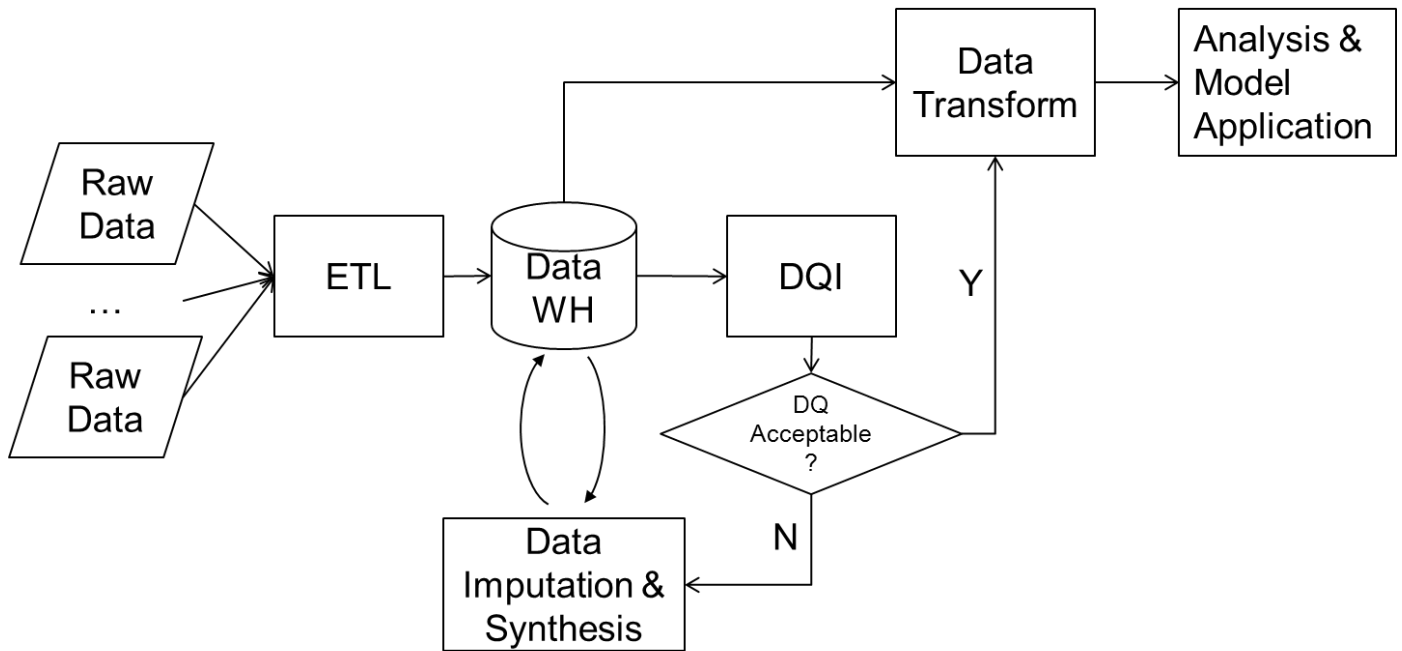 Data
Transform
Analysis &
Model
Application
Raw
Data
ETL
Data
WH
DQI
Y
…
Raw
Data
DQ
Acceptable
?
N
Data
Imputation &
Synthesis